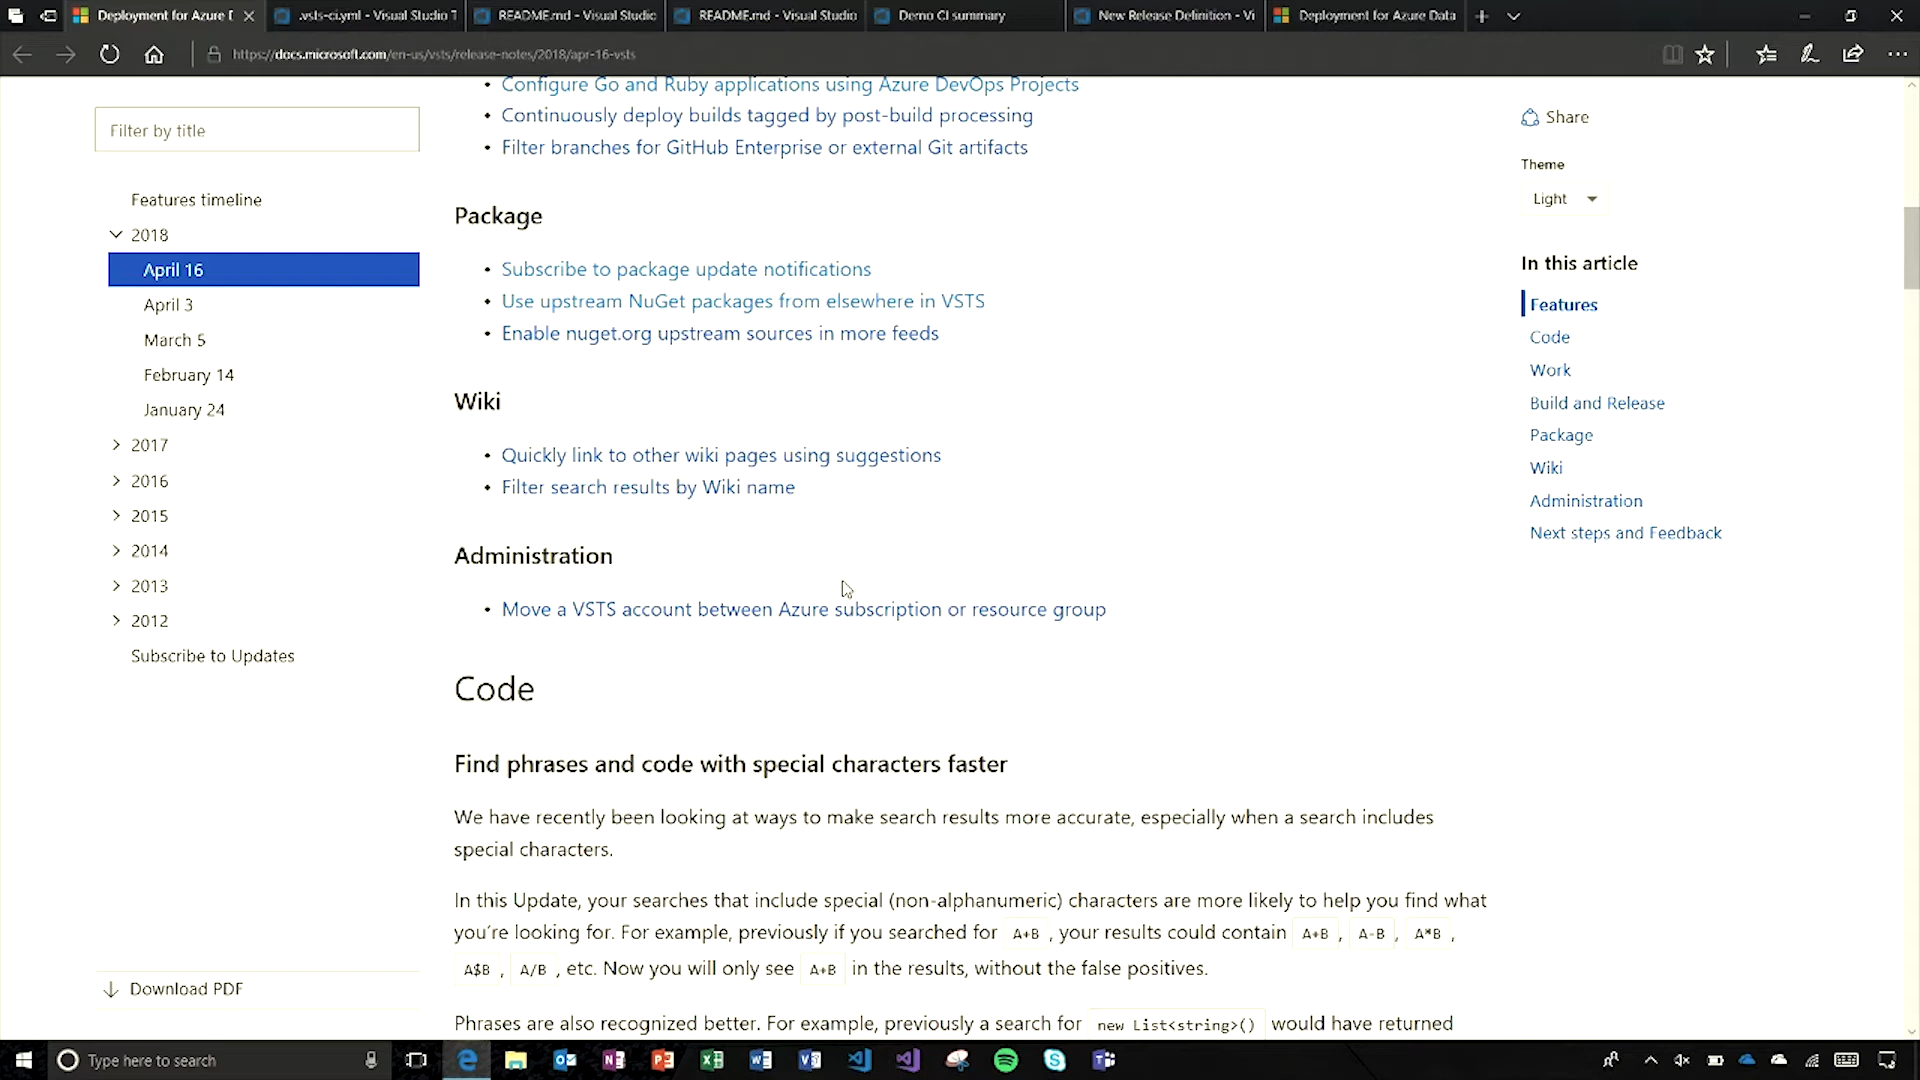 Deployment for Azure D
.vsts-ci.yml - Visual Studio T
README.md - Visual Studic
README.md - Visual Studio
Demo CI summary
New Release Definition - Vi
Deployment for Azure Data
https://docs.microsoft.com/en-us/vsts/release-notes/2018/apr-16-vsts
Filter by title
Features timeline
2018
April 16
April 3
March 5
February 14
January 24
2017
2016
2015
2014
2013
2012
Subscribe to Updates
Download PDF
• Configure Go and Ruby applications using Azure DevOps Projects
• Continuously deploy builds tagged by post-build processing
• Filter branches for GitHub Enterprise or external Git artifacts
Package
• Subscribe to package update notifications
• Use upstream NuGet packages from elsewhere in VSTS
• Enable nuget.org upstream sources in more feeds
Wiki
• Quickly link to other wiki pages using suggestions
• Filter search results by Wiki name
Administration
• Move a VSTS account between Azure subscription or resource group
Code
Find phrases and code with special characters faster
We have recently been looking at ways to make search results more accurate, especially when a search includes
special characters.
In this Update, your searches that include special (non-alphanumeric) characters are more likely to help you find what
you're looking for. For example, previously if you searched for A+B , your results could contain A+B , A-B , A*B ,
A$B , A/B , etc. Now you will only see A+B in the results, without the false positives.
Phrases are also recognized better. For example, previously a search for new List<string>() would have returned
Share
Theme
Light
In this article
Features
Code
Work
Build and Release
Package
Wiki
Administration
Next steps and Feedback
Type here to search